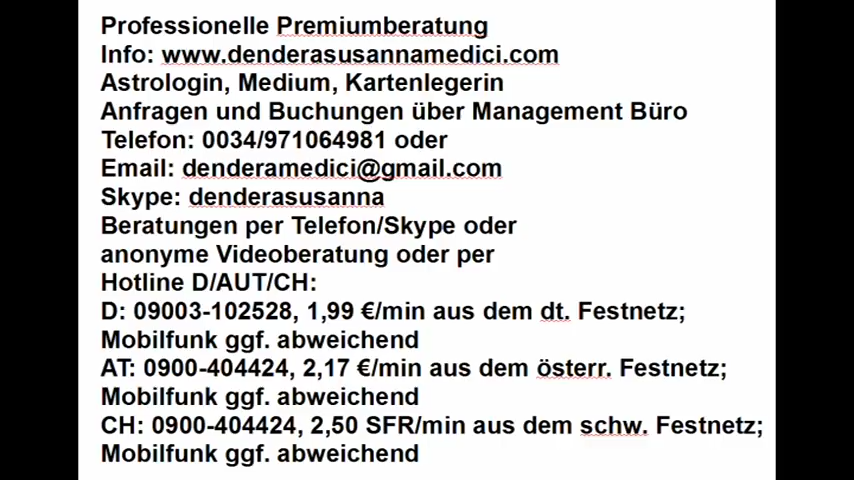 Professionelle Premiumberatung
Info: www.denderasusannamedici.com
Astrologin, Medium, Kartenlegerin
Anfragen und Buchungen über Management Büro
Telefon: 0034/971064981 oder
Email: denderamedici@gmail.com
Skype: denderasusanna
Beratungen per Telefon/Skype oder
anonyme Videoberatung oder per
Hotline D/AUT/CH:
D: 09003-102528, 1,99 €/min aus dem dt. Festnetz;
Mobilfunk ggf. abweichend
AT: 0900-404424, 2,17 €/min aus dem österr. Festnetz;
Mobilfunk ggf. abweichend
CH: 0900-404424, 2,50 SFR/min aus dem schw. Festnetz;
Mobilfunk ggf. abweichend